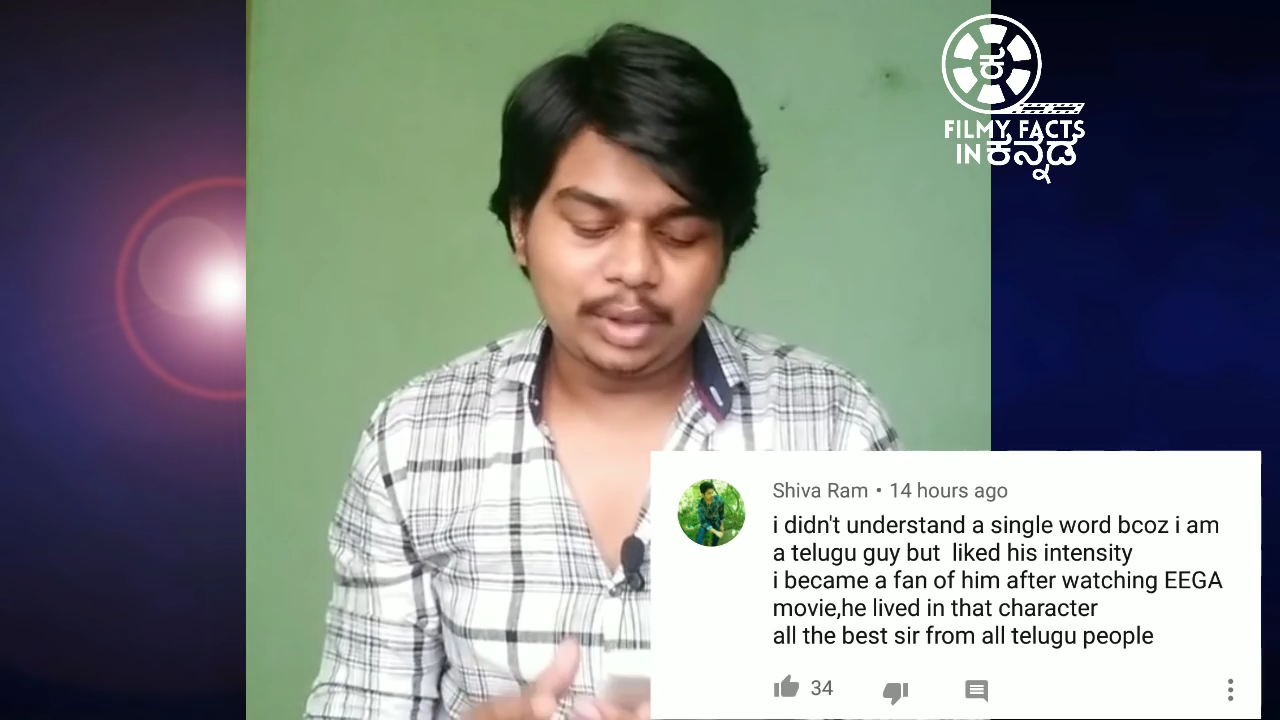 ಕ
FILMY FACTS
IN ಕನ್ನಡ
Shiva Ram • 14 hours ago
i didn't understand a single word bcoz i am
a telugu guy but liked his intensity
i became a fan of him after watching EEGA
movie,he lived in that character
all the best sir from all telugu people
34